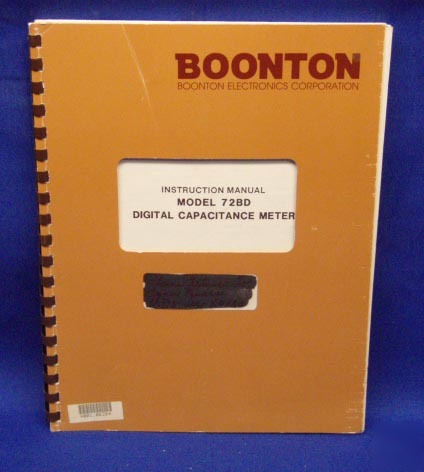 BOONTON
BOONTON ELECTRONICS CORPORATION
INSTRUCTION MANUAL
MODEL 72BD
DIGITAL CAPACITANCE METER